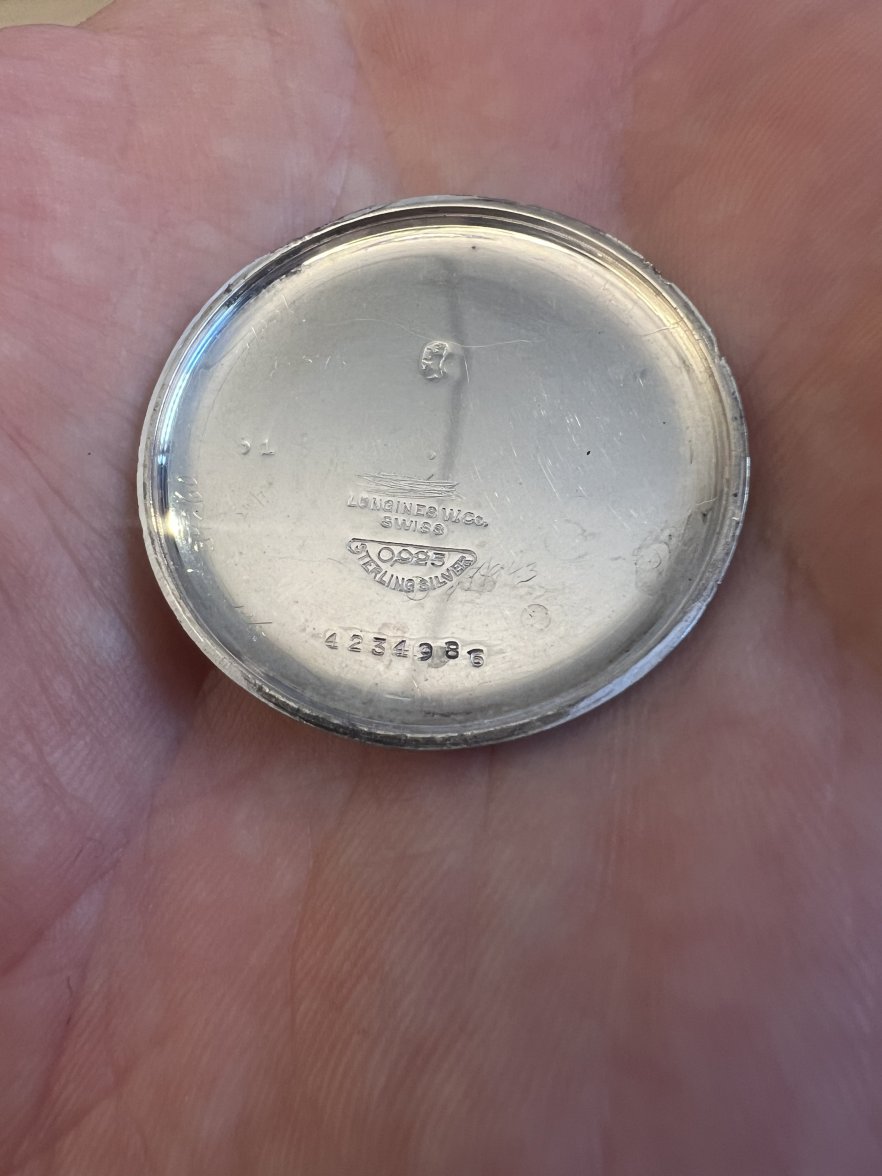 LONGINES W.Co.
SWISS
0,925
STERLING SILVER
4234986